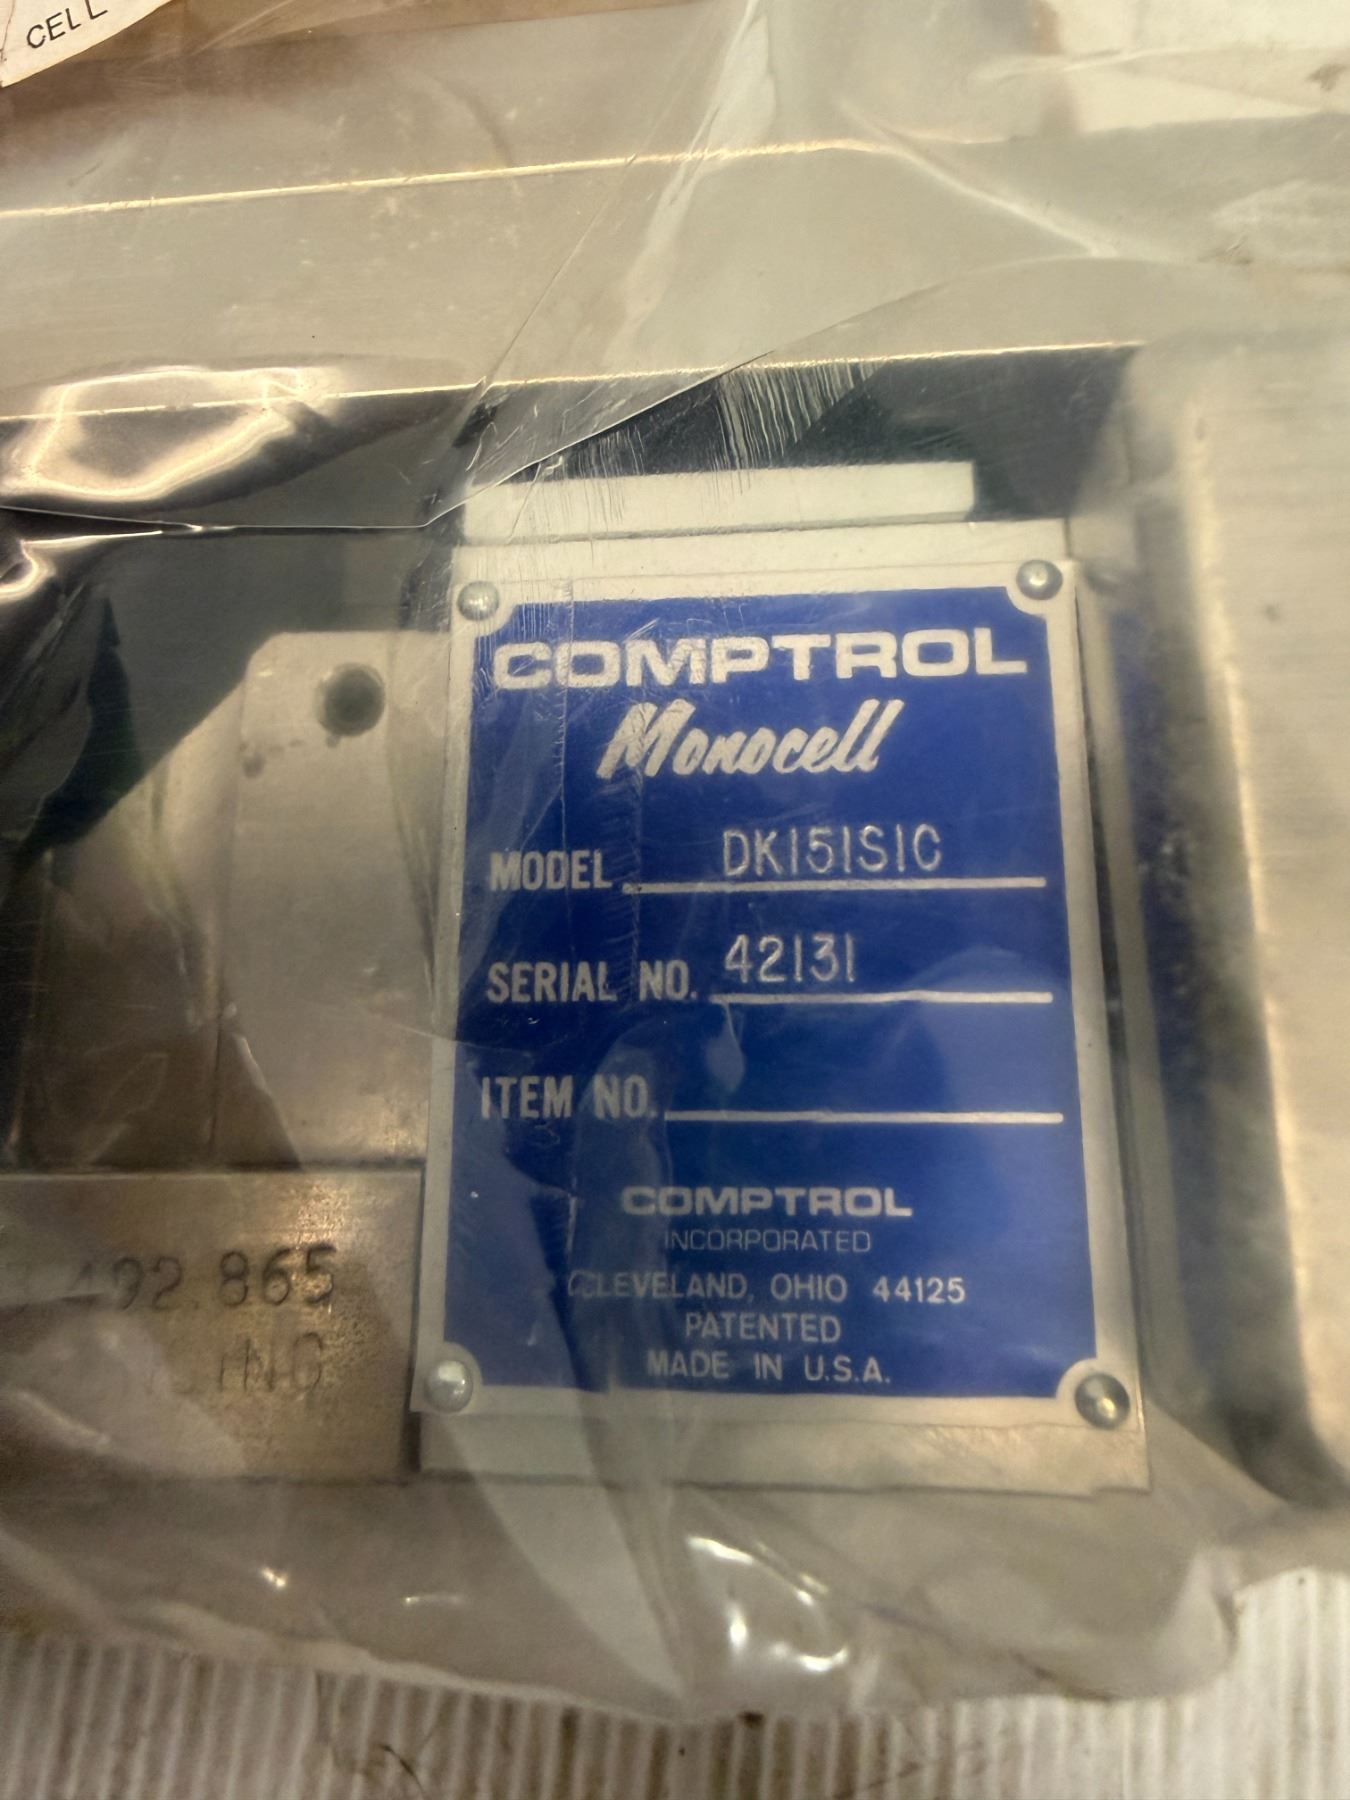 CELL
COMPTROL
Monocell
MODEL DK151S1C
SERIAL NO. 42131
ITEM NO.
COMPTROL
INCORPORATED
CLEVELAND, OHIO 44125
PATENTED
MADE IN U.S.A.
492.865